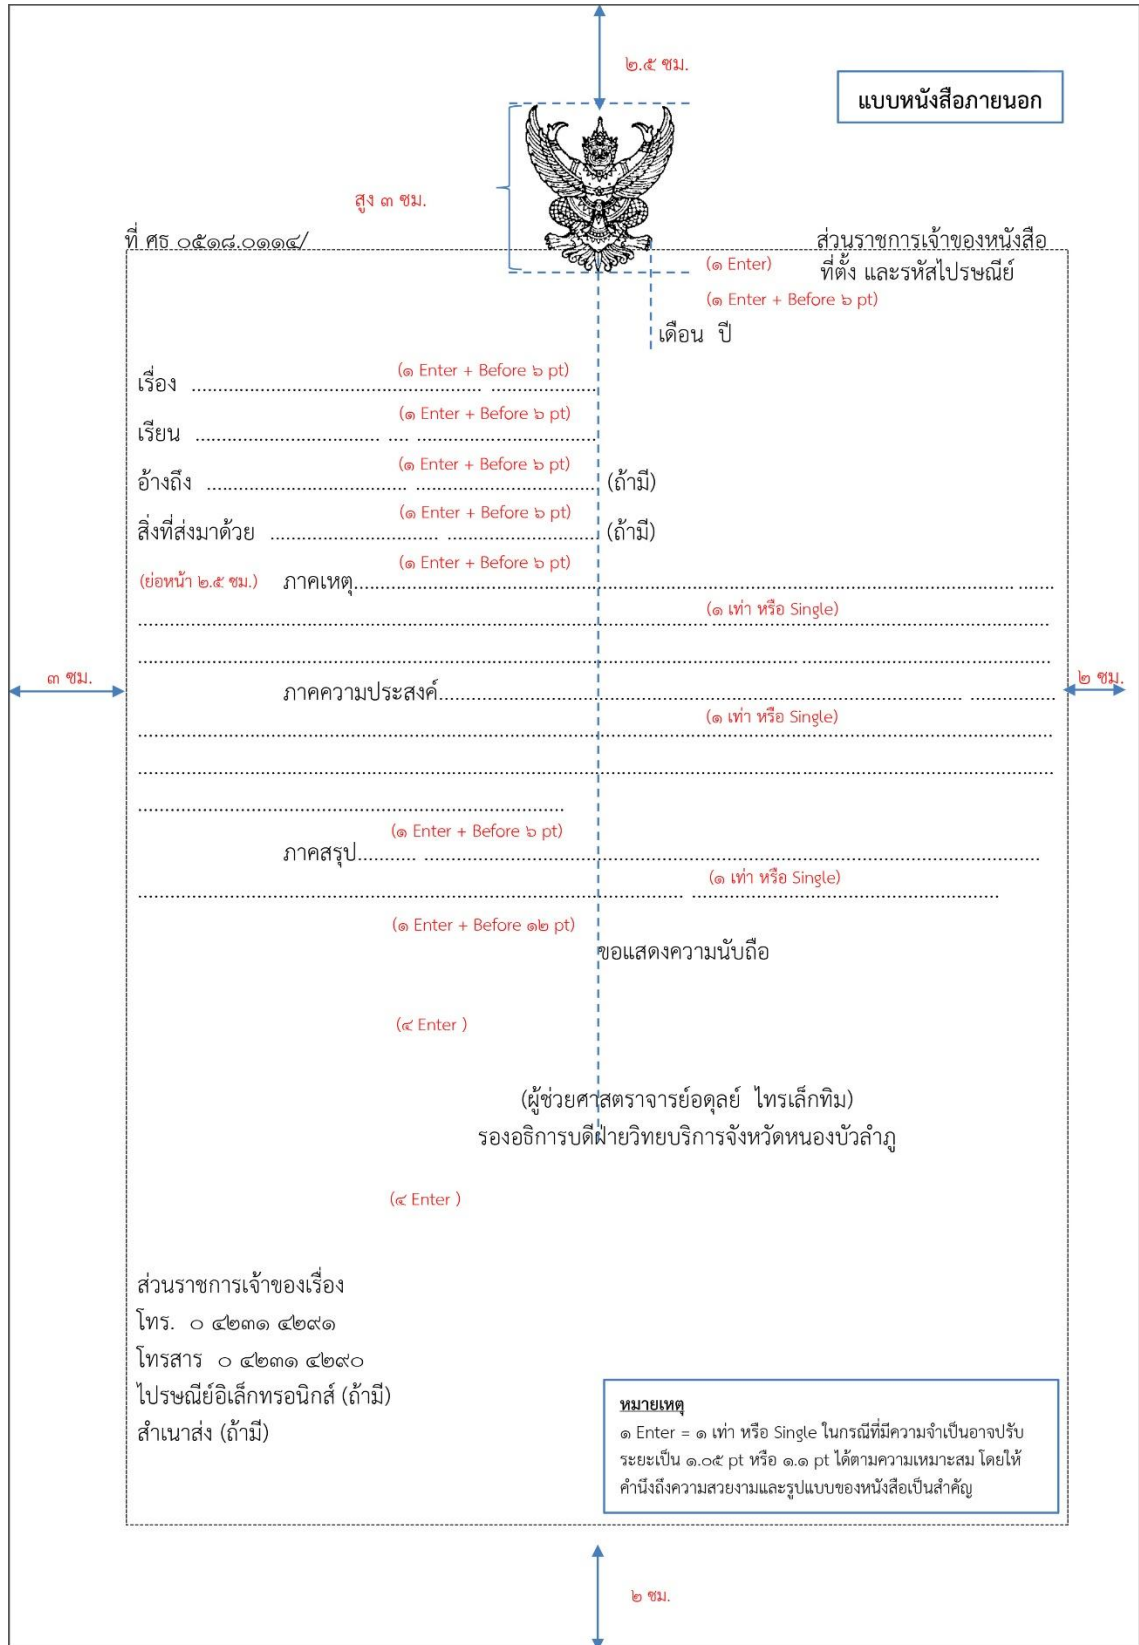 ๒.๕ ซม.
แบบหนังสือภายนอก
สูง ๓ ซม.
ที่ ศธ ๐๕๑๘.๐๑๑๔/
ส่วนราชการเจ้าของหนังสือ
(๑ Enter)
ที่ตั้ง และรหัสไปรษณีย์
(๑ Enter + Before ๖ pt)
เดือน ปี
(๑ Enter + Before ๖ pt)
เรื่อง ........................................................ ....................
(๑ Enter + Before ๖ pt)
เรียน ................................... .... ..................................
(๑ Enter + Before ๖ pt)
อ้างถึง ...................................... .................................. (ถ้ามี)
(๑ Enter + Before ๖ pt)
สิ่งที่ส่งมาด้วย ................................ ............................ (ถ้ามี)
(๑ Enter + Before ๖ pt)
(ย่อหน้า ๒.๕ ซม.) ภาคเหตุ................................................................................................ .......
(๑ เท่า หรือ Single)
๓ ซม.
๒ ซม.
ภาคความประสงค์.................................................................................... ................
(๑ เท่า หรือ Single)
(๑ Enter + Before ๖ pt)
ภาคสรุป........... ....................................................................................................
(๑ เท่า หรือ Single)
(๑ Enter + Before ๑๒ pt)
ขอแสดงความนับถือ
(๔ Enter )
(ผู้ช่วยศาสตราจารย์อดุลย์ ไทรเล็กทิม)
รองอธิการบดีฝ่ายวิทยบริการจังหวัดหนองบัวลำภู
(๔ Enter )
ส่วนราชการเจ้าของเรื่อง
โทร. ๐ ๔๒๓๑ ๔๒๙๑
โทรสาร ๐ ๔๒๓๑ ๔๒๙๐
ไปรษณีย์อิเล็กทรอนิกส์ (ถ้ามี)
สำเนาส่ง (ถ้ามี)
หมายเหตุ
๑ Enter = ๑ เท่า หรือ Single ในกรณีที่มีความจำเป็นอาจปรับ
ระยะเป็น ๑.๐๕ pt หรือ ๑.๑ pt ได้ตามความเหมาะสม โดยให้
คำนึงถึงความสวยงามและรูปแบบของหนังสือเป็นสำคัญ
๒ ซม.